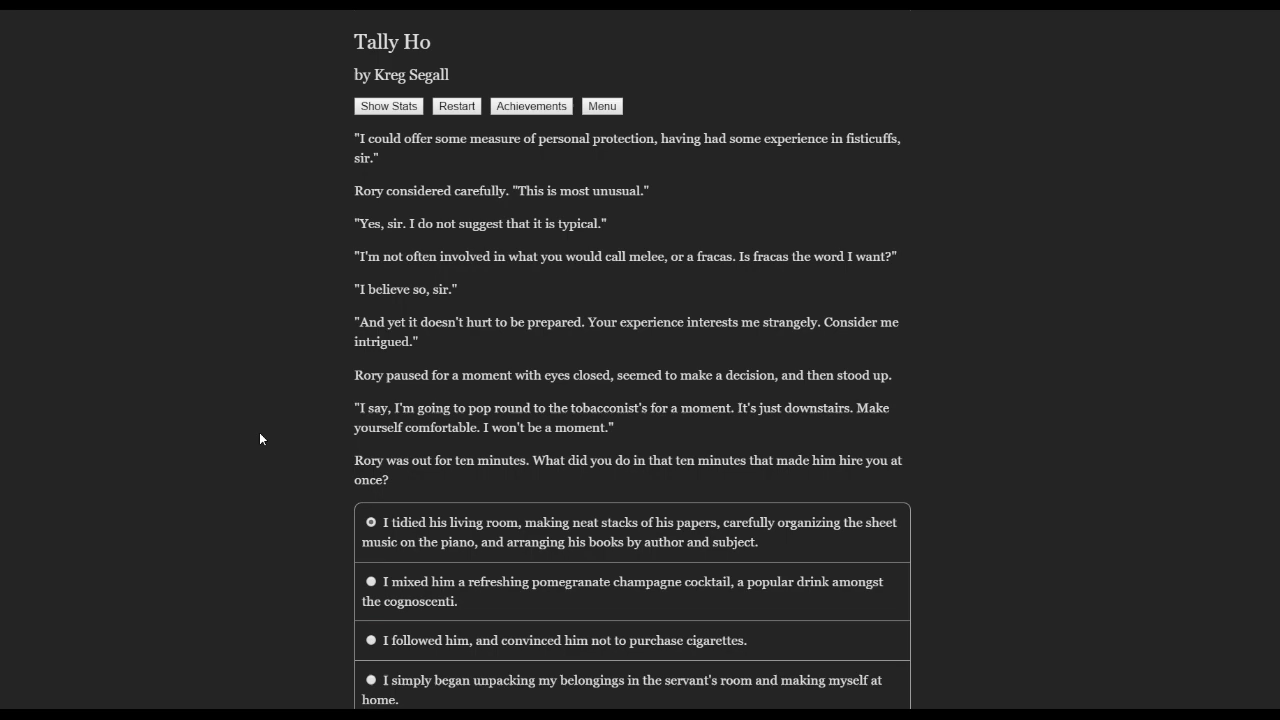 Tally Ho
by Kreg Segall
Show Stats Restart Achievements Menu
"I could offer some measure of personal protection, having had some experience in fisticuffs,
sir."
Rory considered carefully. "This is most unusual."
"Yes, sir. I do not suggest that it is typical."
"I'm not often involved in what you would call melee, or a fracas. Is fracas the word I want?"
"I believe so, sir."
"And yet it doesn't hurt to be prepared. Your experience interests me strangely. Consider me
intrigued."
Rory paused for a moment with eyes closed, seemed to make a decision, and then stood up.
"I say, I'm going to pop round to the tobacconist's for a moment. It's just downstairs. Make
yourself comfortable. I won't be a moment."
Rory was out for ten minutes. What did you do in that ten minutes that made him hire you at
once?
I tidied his living room, making neat stacks of his papers, carefully organizing the sheet
music on the piano, and arranging his books by author and subject.
I mixed him a refreshing pomegranate champagne cocktail, a popular drink amongst
the cognoscenti.
I followed him, and convinced him not to purchase cigarettes.
I simply began unpacking my belongings in the servant's room and making myself at
home.